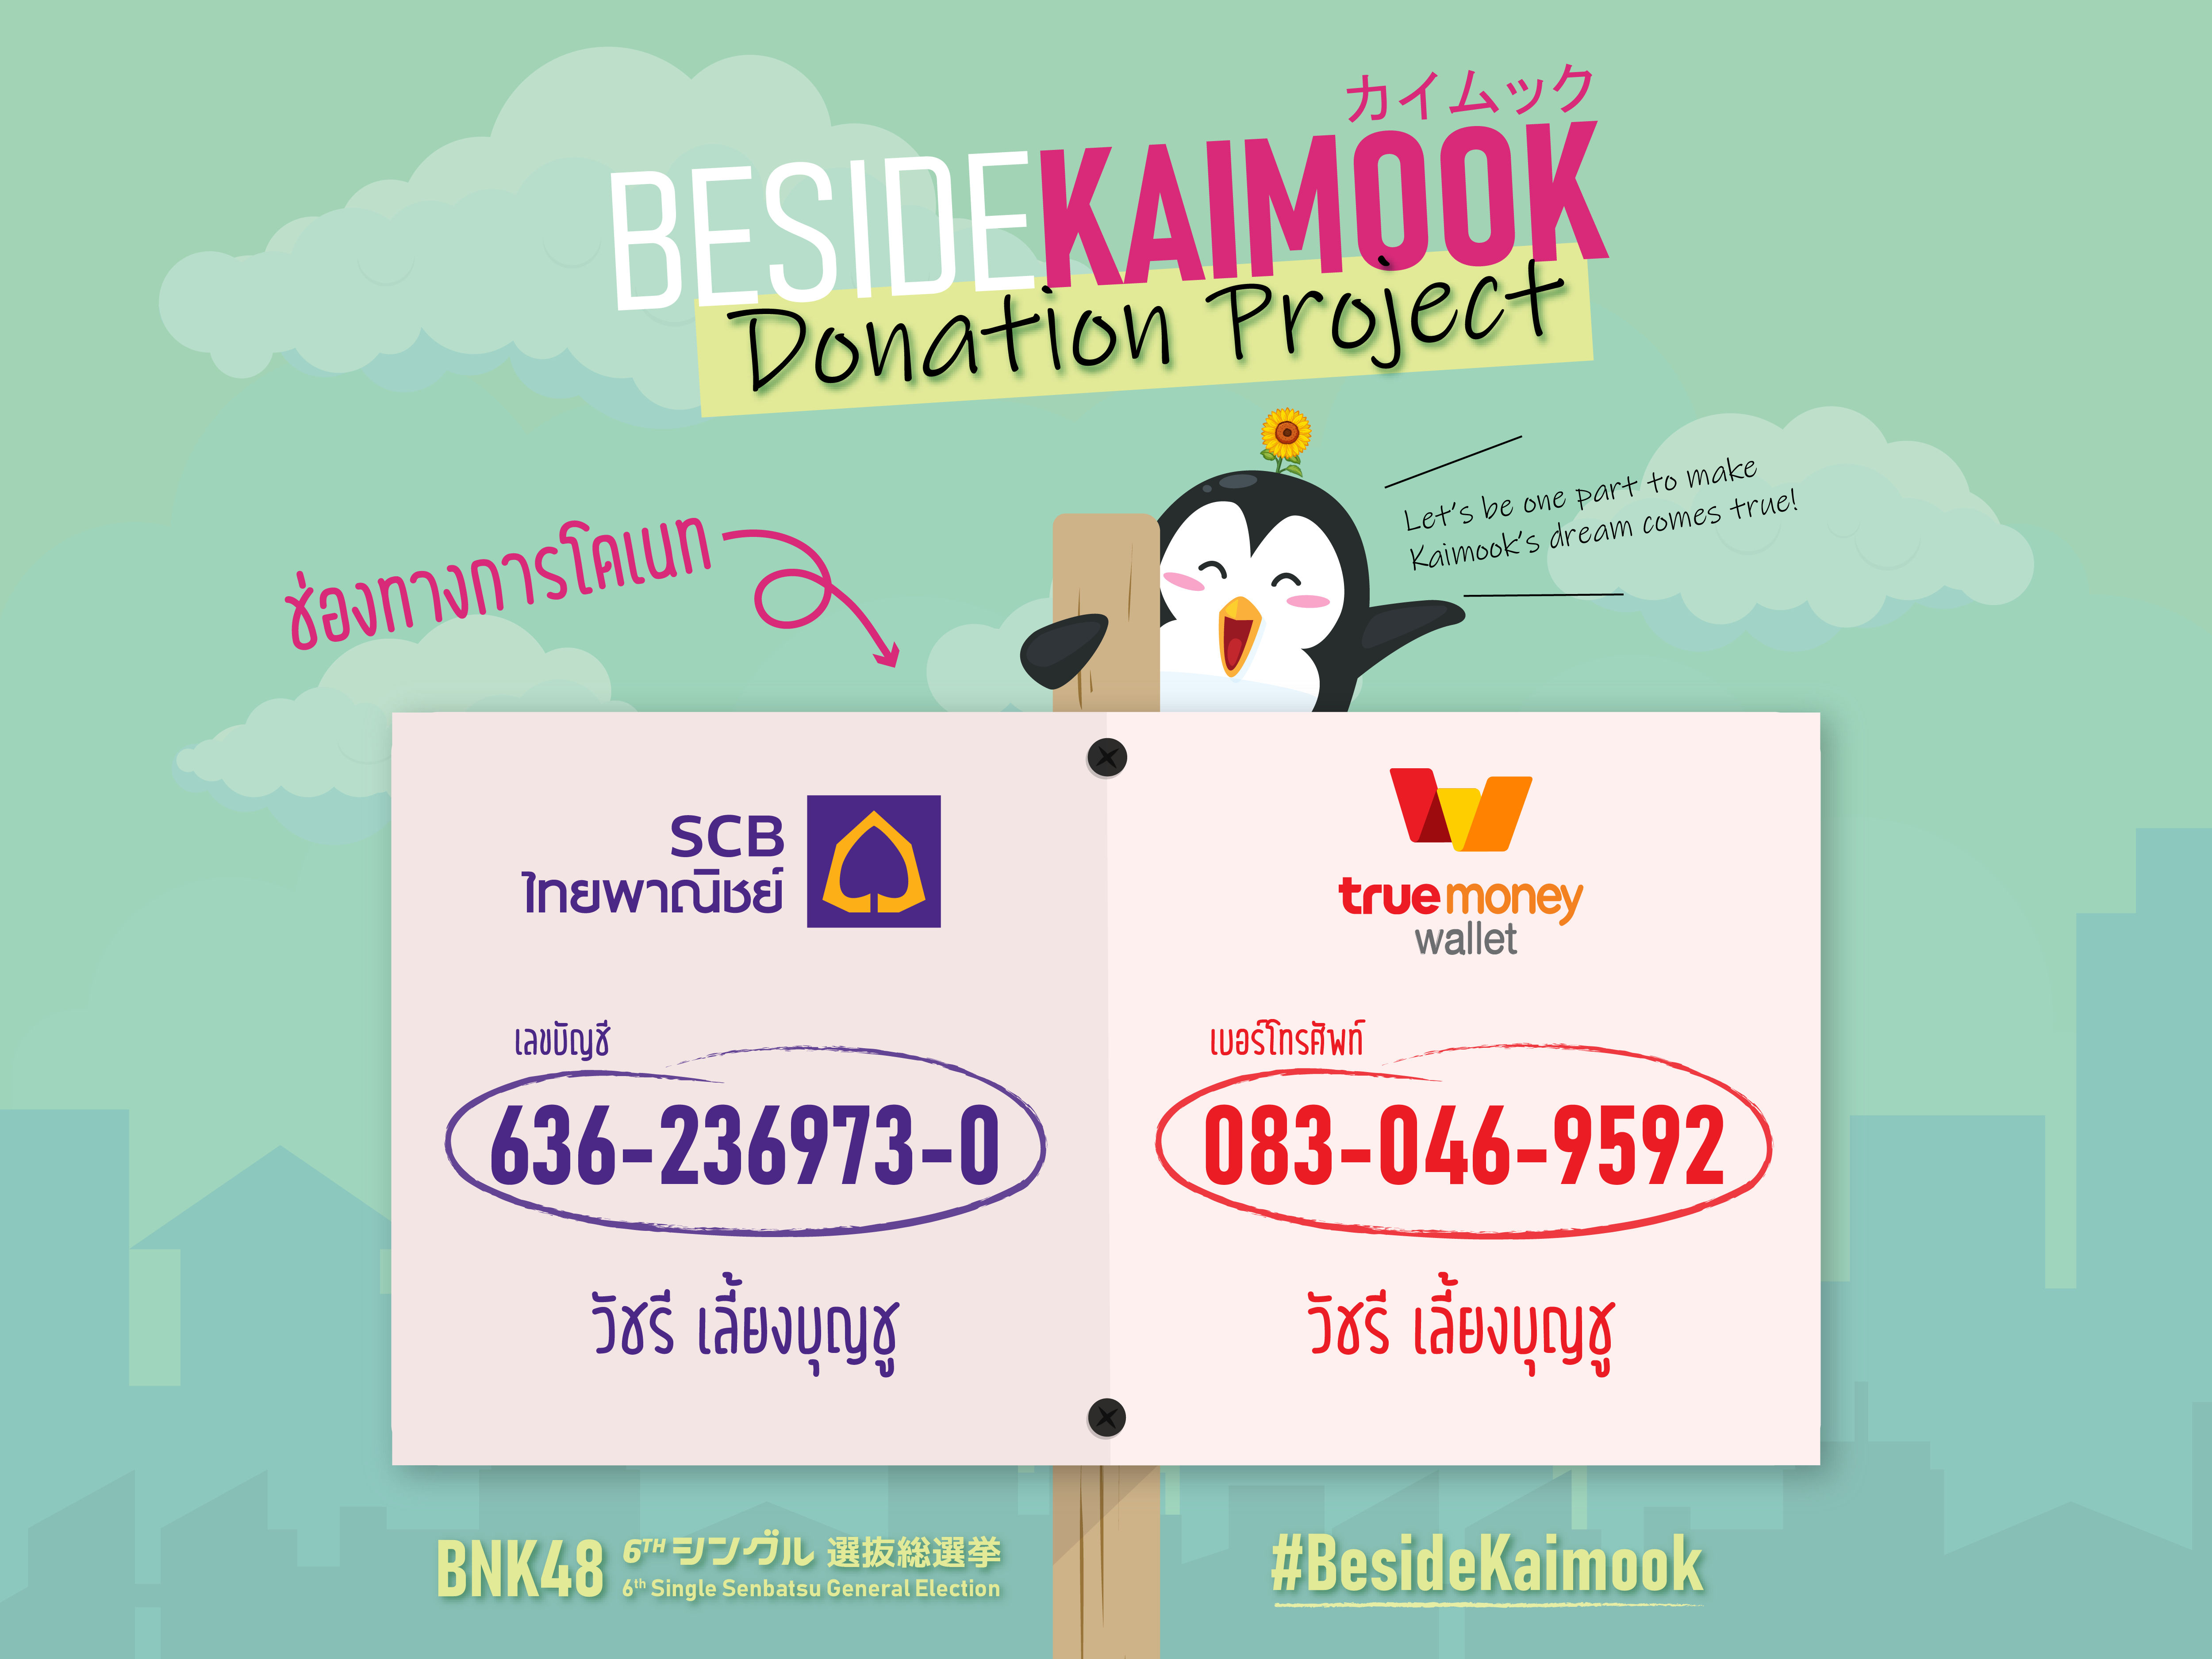 カイムック
BESIDEKAIMOOK
Donation Project
Let's be one part to make
Kaimook's dream comes true!
ช่องทางการโดเนท
SCB
ไทยพาณิชย์
เลขบัญชี
636-236973-0
วัชรี เลี้ยงบุญชู
truemoney
wallet
เบอร์โทรศัพท์
083-046-9592
วัชรี เลี้ยงบุญชู
BNK48 6TH シングル 選抜総選挙
6th Single Senbatsu General Election
#BesideKaimook